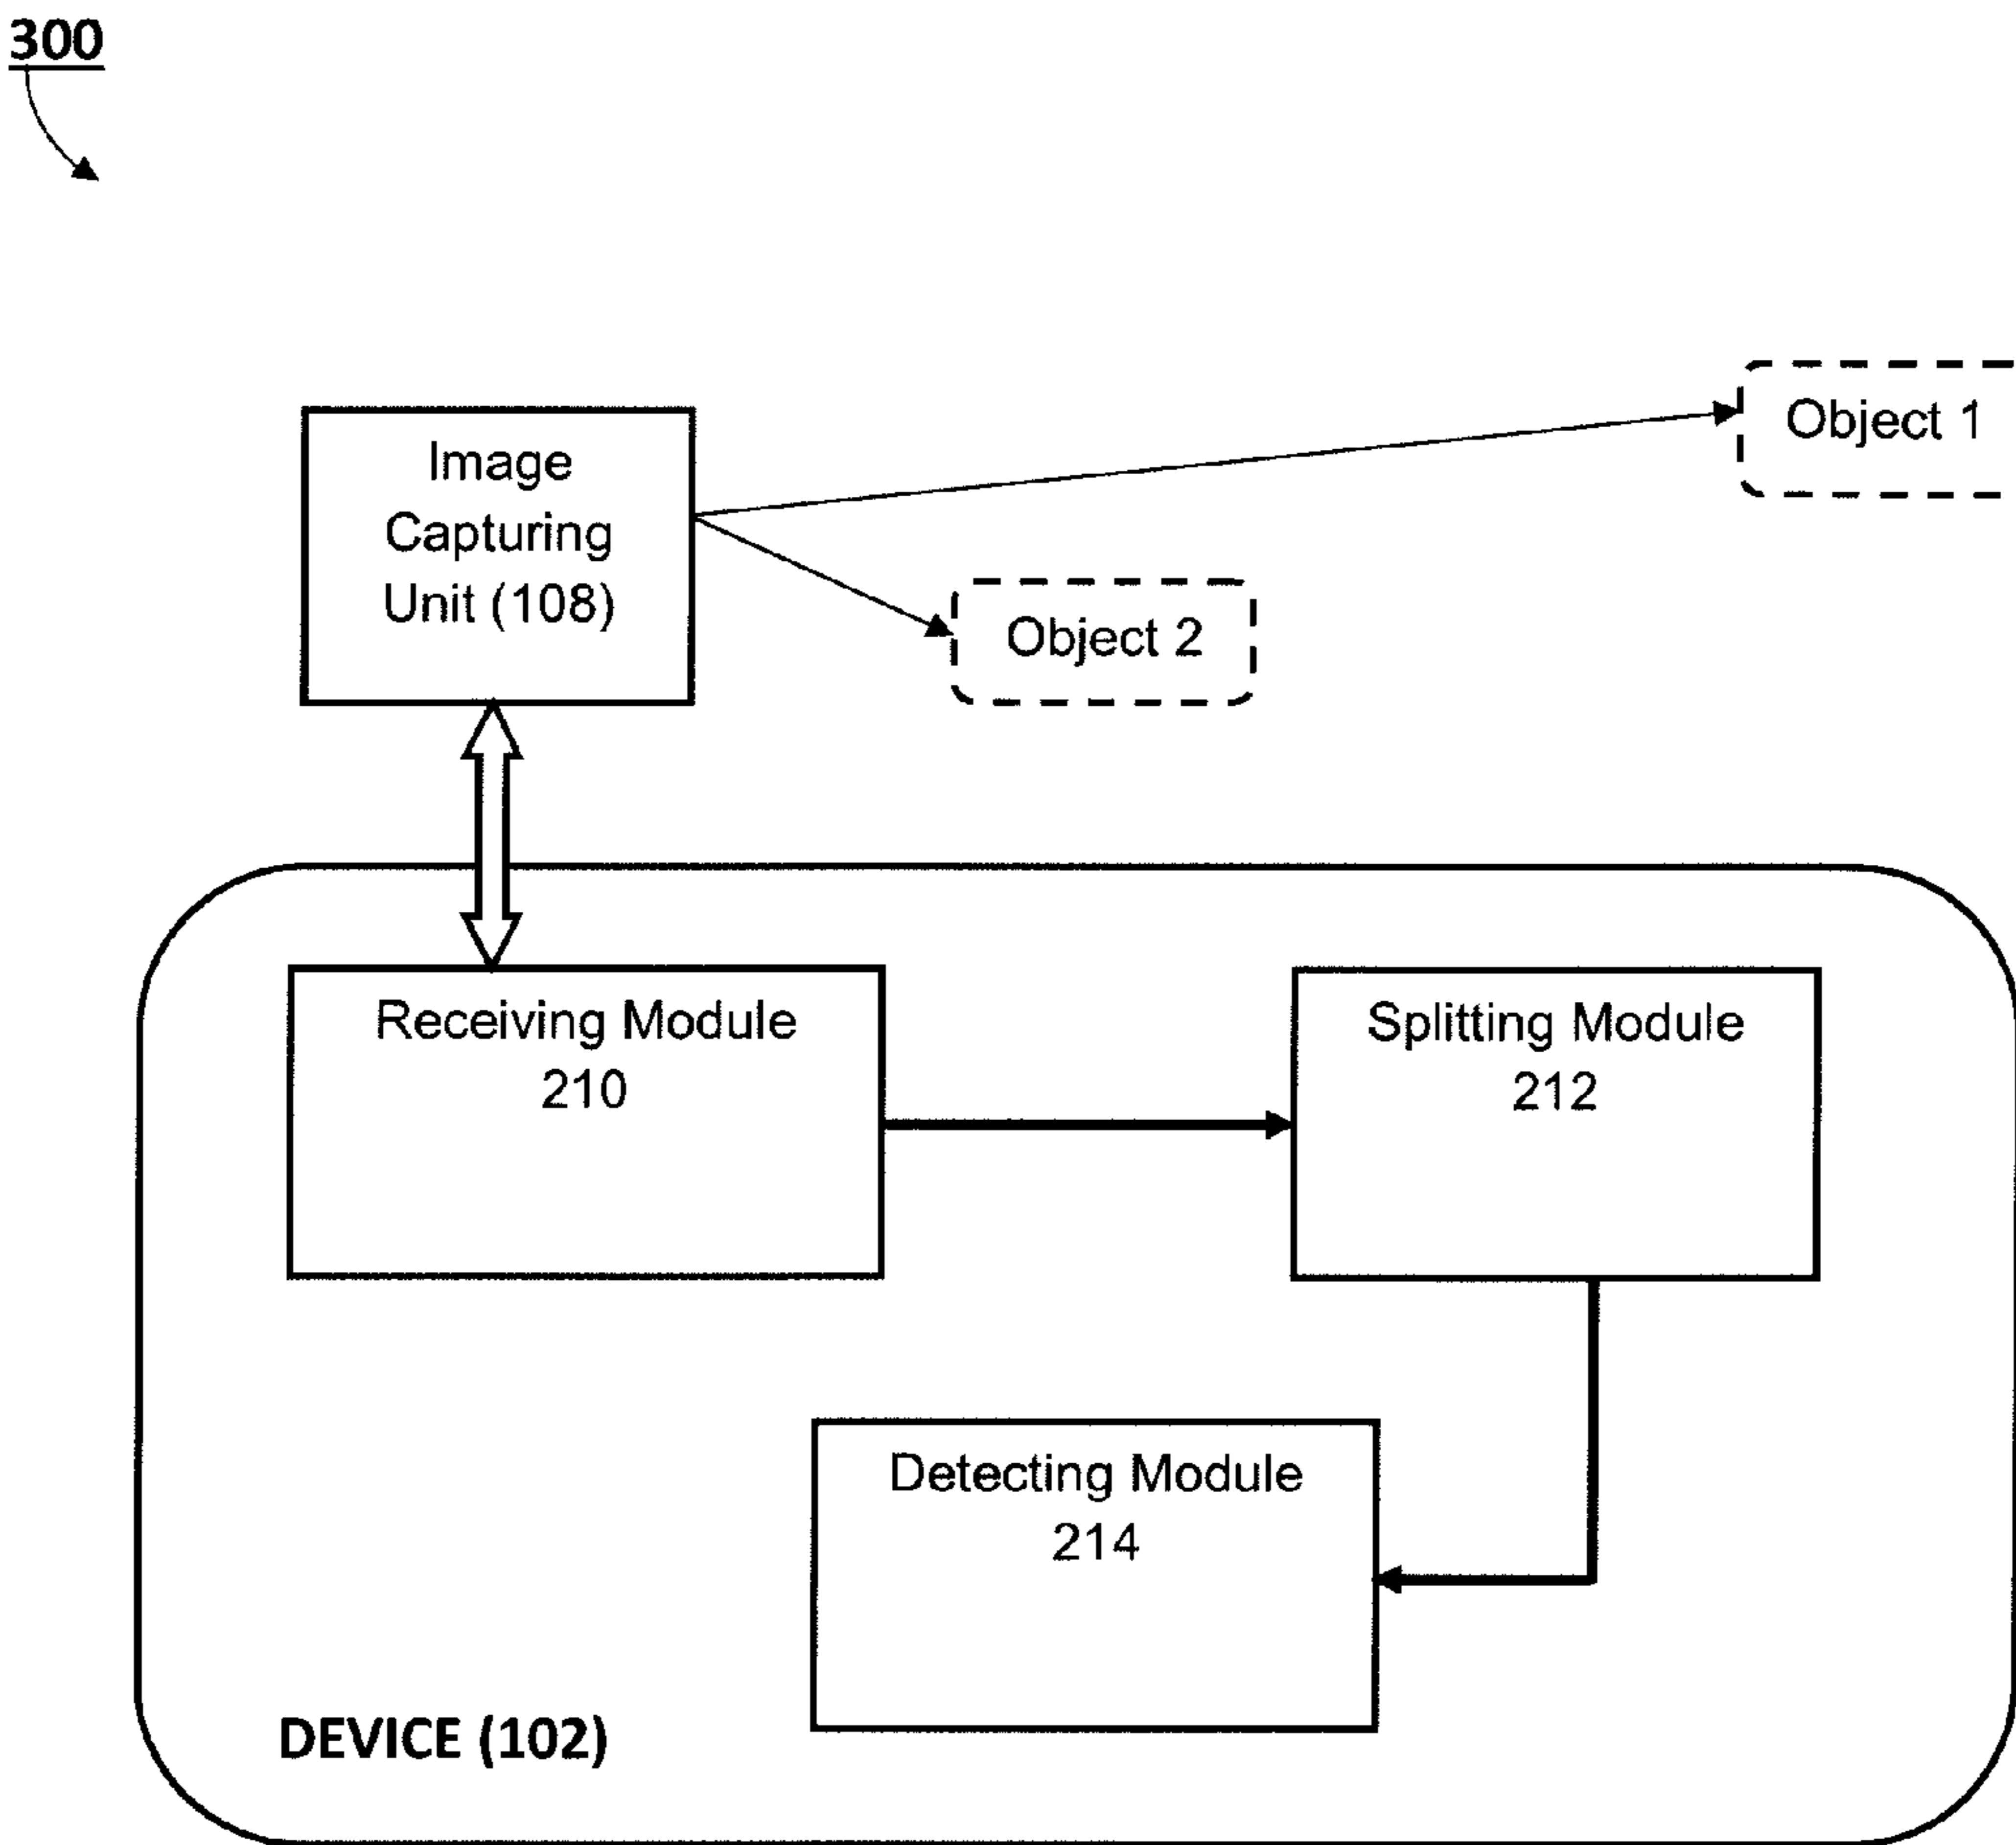 300
Image
Capturing
Unit (108)
Object 1
Object 2
Receiving Module
210
Splitting Module
212
Detecting Module
214
DEVICE (102)